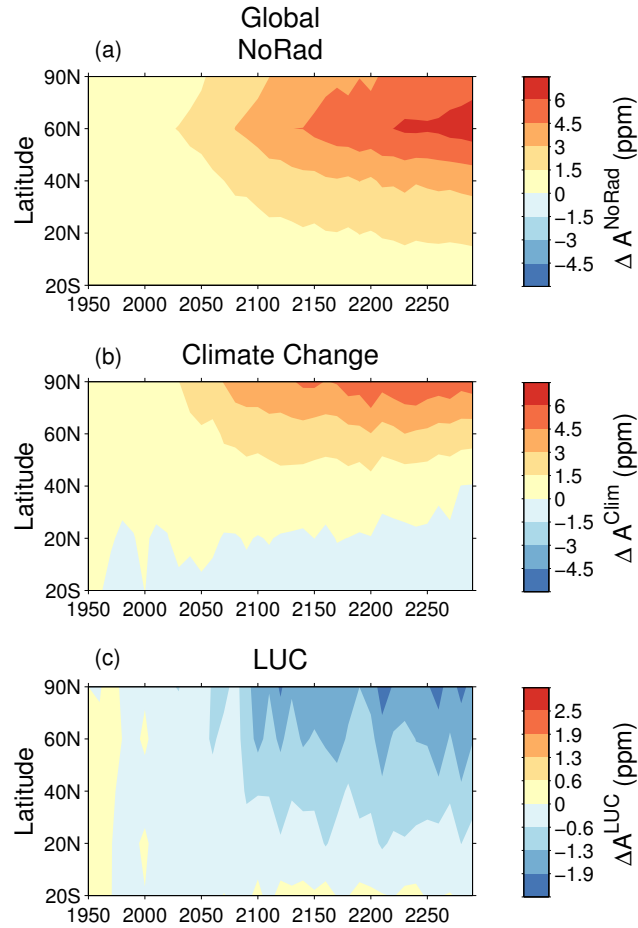 Global
NoRad
(a)
90N
60N
40N
20N
20S
Latitude
1950 2000 2050 2100 2150 2200 2250
6
4.5
3
1.5
0
−1.5
−3
−4.5
Δ A^NoRad (ppm)
(b) Climate Change
90N
60N
40N
20N
20S
Latitude
1950 2000 2050 2100 2150 2200 2250
6
4.5
3
1.5
0
−1.5
−3
−4.5
Δ A^Clim (ppm)
(c) LUC
90N
60N
40N
20N
20S
Latitude
1950 2000 2050 2100 2150 2200 2250
2.5
1.9
1.3
0.6
0
−0.6
−1.3
−1.9
ΔA^LUC (ppm)